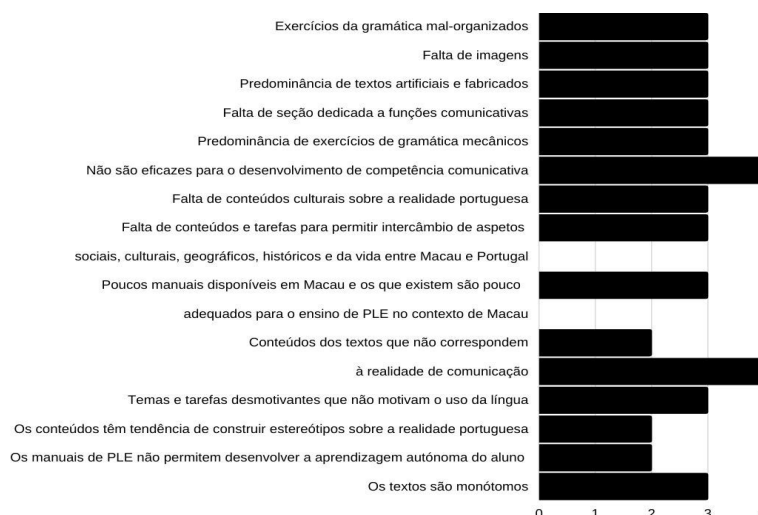 Exercícios da gramática mal-organizados
Falta de imagens
Predominância de textos artificiais e fabricados
Falta de seção dedicada a funções comunicativas
Predominância de exercícios de gramática mecânicos
Não são eficazes para o desenvolvimento de competência comunicativa
Falta de conteúdos culturais sobre a realidade portuguesa
Falta de conteúdos e tarefas para permitir intercâmbio de aspetos
sociais, culturais, geográficos, históricos e da vida entre Macau e Portugal
Poucos manuais disponíveis em Macau e os que existem são pouco
adequados para o ensino de PLE no contexto de Macau
Conteúdos dos textos que não correspondem
à realidade de comunicação
Temas e tarefas desmotivantes que não motivam o uso da língua
Os conteúdos têm tendência de construir estereótipos sobre a realidade portuguesa
Os manuais de PLE não permitem desenvolver a aprendizagem autónoma do aluno
Os textos são monótomos
0 1 2 3